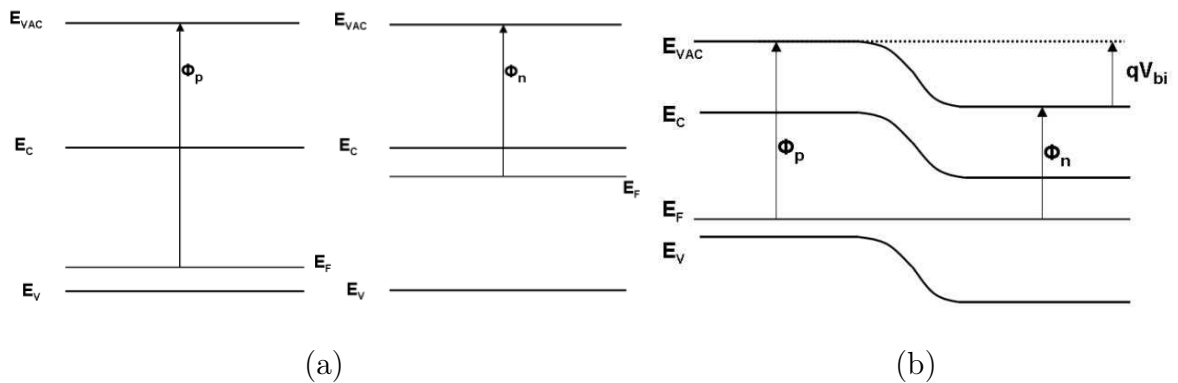 E_VAC
Φ_p
E_C
E_F
E_V
(a)
E_VAC
Φ_n
E_C
E_F
E_V
E_VAC
qV_bi
E_C
Φ_p
Φ_n
E_F
E_V
(b)